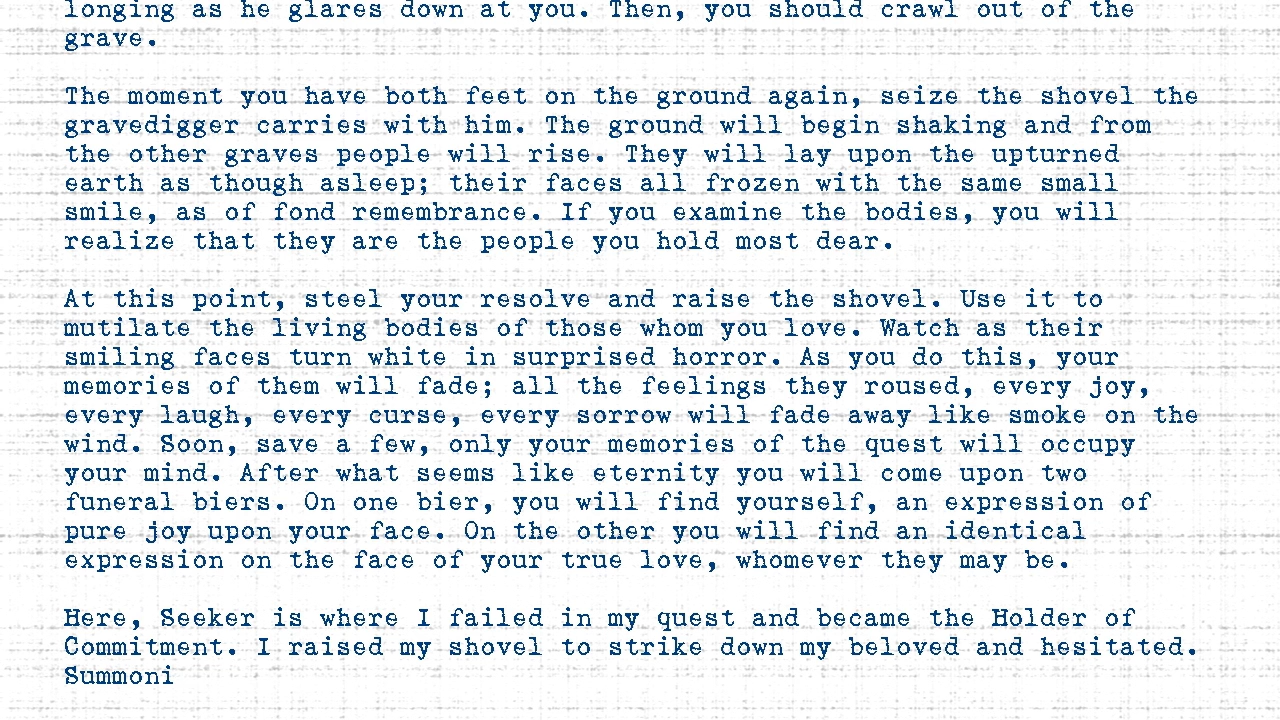 longing as he glares down at you. Then, you should crawl out of the
grave.
The moment you have both feet on the ground again, seize the shovel the
gravedigger carries with him. The ground will begin shaking and from
the other graves people will rise. They will lay upon the upturned
earth as though asleep; their faces all frozen with the same small
smile, as of fond remembrance. If you examine the bodies, you will
realize that they are the people you hold most dear.
At this point, steel your resolve and raise the shovel. Use it to
mutilate the living bodies of those whom you love. Watch as their
smiling faces turn white in surprised horror. As you do this, your
memories of them will fade; all the feelings they roused, every joy,
every laugh, every curse, every sorrow will fade away like smoke on the
wind. Soon, save a few, only your memories of the quest will occupy
your mind. After what seems like eternity you will come upon two
funeral biers. On one bier, you will find yourself, an expression of
pure joy upon your face. On the other you will find an identical
expression on the face of your true love, whomever they may be.
Here, Seeker is where I failed in my quest and became the Holder of
Commitment. I raised my shovel to strike down my beloved and hesitated.
Summoni